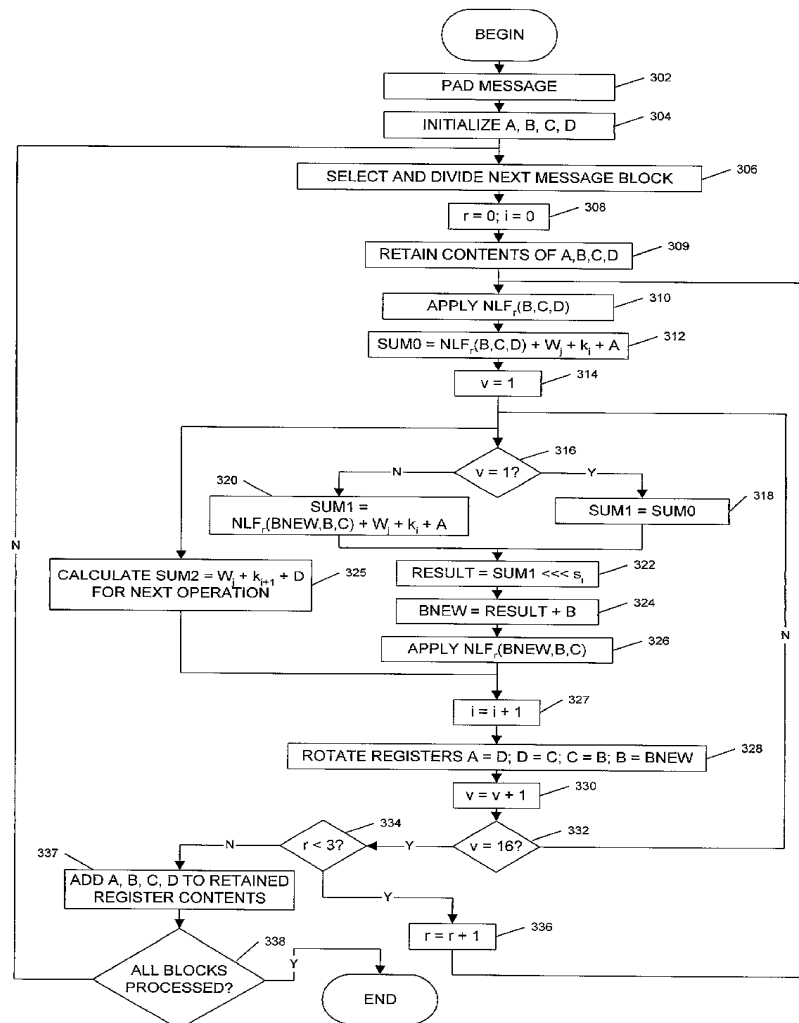 BEGIN
PAD MESSAGE
302
INITIALIZE A, B, C, D
304
SELECT AND DIVIDE NEXT MESSAGE BLOCK
306
r = 0; i = 0
308
RETAIN CONTENTS OF A,B,C,D
309
APPLY NLFr(B,C,D)
310
SUM0 = NLFr(B,C,D) + Wj + ki + A
312
v = 1
314
v = 1?
316
N
Y
320
SUM1 =
NLFr(BNEW,B,C) + Wj + ki + A
SUM1 = SUM0
318
N
CALCULATE SUM2 = Wj + ki+1 + D
FOR NEXT OPERATION
325
RESULT = SUM1 <<< si
322
BNEW = RESULT + B
324
N
APPLY NLFr(BNEW,B,C)
326
i = i + 1
327
ROTATE REGISTERS A = D; D = C; C = B; B = BNEW
328
v = v + 1
330
r < 3?
334
v = 16?
332
N
Y
337
ADD A, B, C, D TO RETAINED
REGISTER CONTENTS
Y
r = r + 1
336
ALL BLOCKS
PROCESSED?
338
Y
END